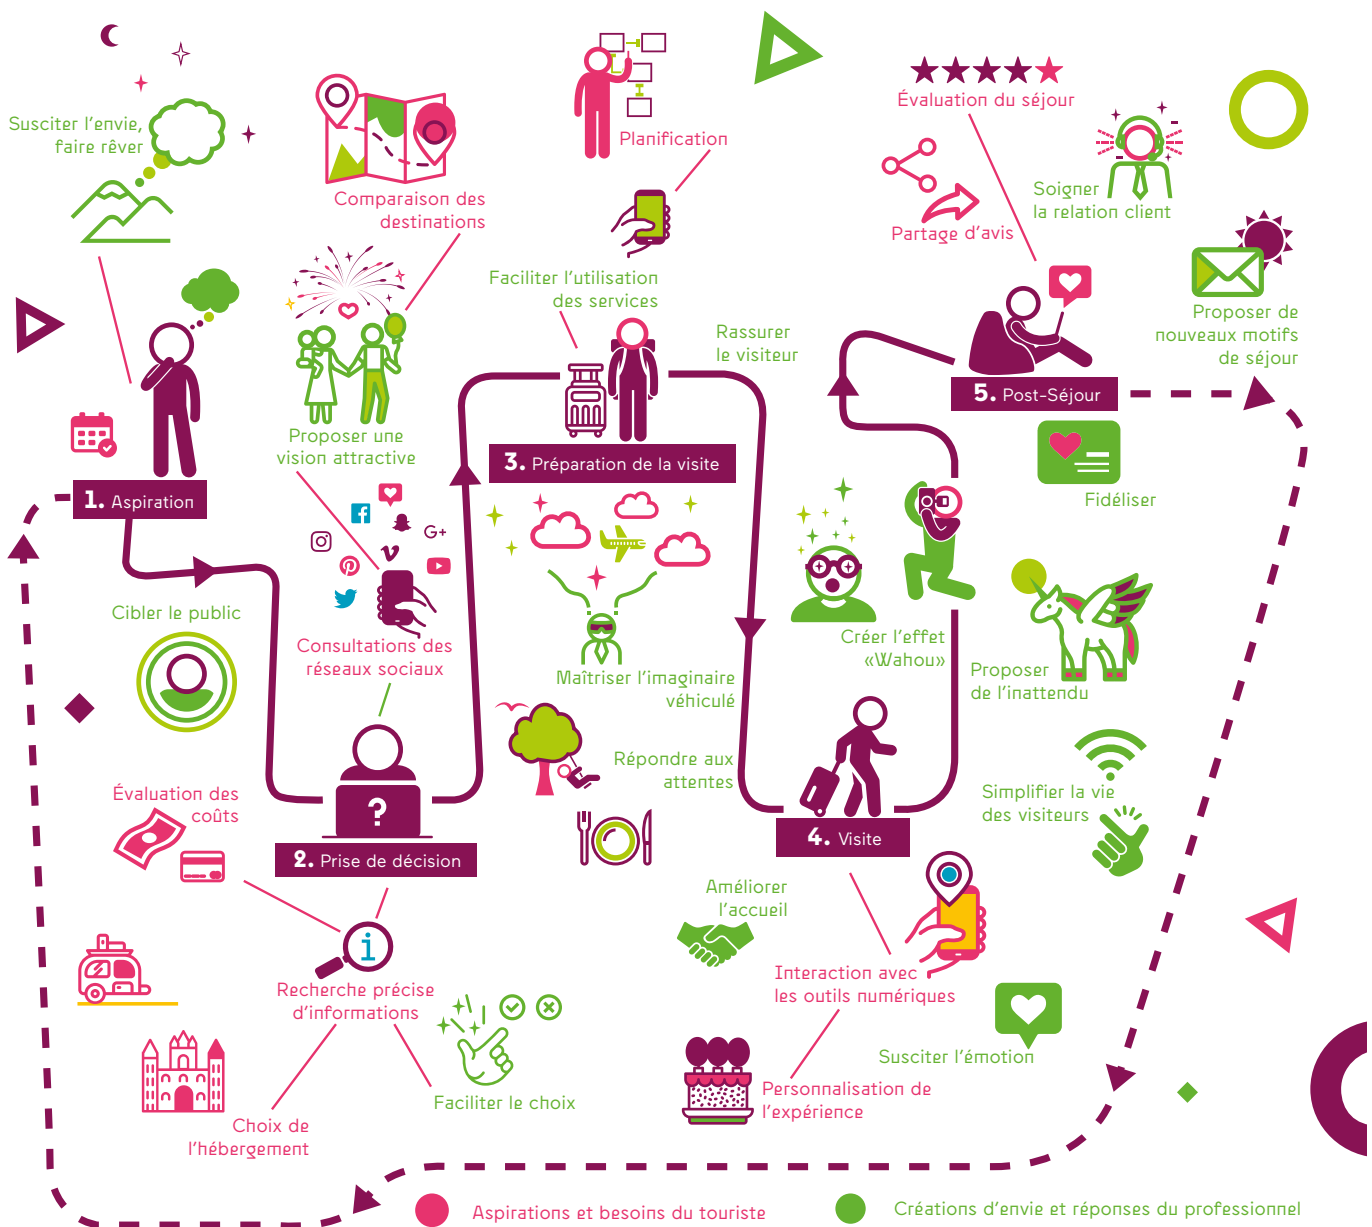 Susciter l'envie,
faire rêver
1. Aspiration
Cibler le public
Comparaison des
destinations
Proposer une
vision attractive
G+
Consultations des
réseaux sociaux
?
2. Prise de décision
Évaluation des
coûts
i
Recherche précise
d'informations
Choix de
l'hébergement
Faciliter le choix
Planification
Faciliter l'utilisation
des services
Rassurer
le visiteur
3. Préparation de la visite
Maîtriser l'imaginaire
véhiculé
Répondre aux
attentes
4. Visite
Améliorer
l'accueil
Interaction avec
les outils numériques
Personnalisation de
l'expérience
Susciter l'émotion
Créer l'effet
«Wahou»
Proposer
de l'inattendu
Simplifier la vie
des visiteurs
Évaluation du séjour
Partage d'avis
Soigner
la relation client
Proposer de
nouveaux motifs
de séjour
5. Post-Séjour
Fidéliser
Aspirations et besoins du touriste
Créations d'envie et réponses du professionnel